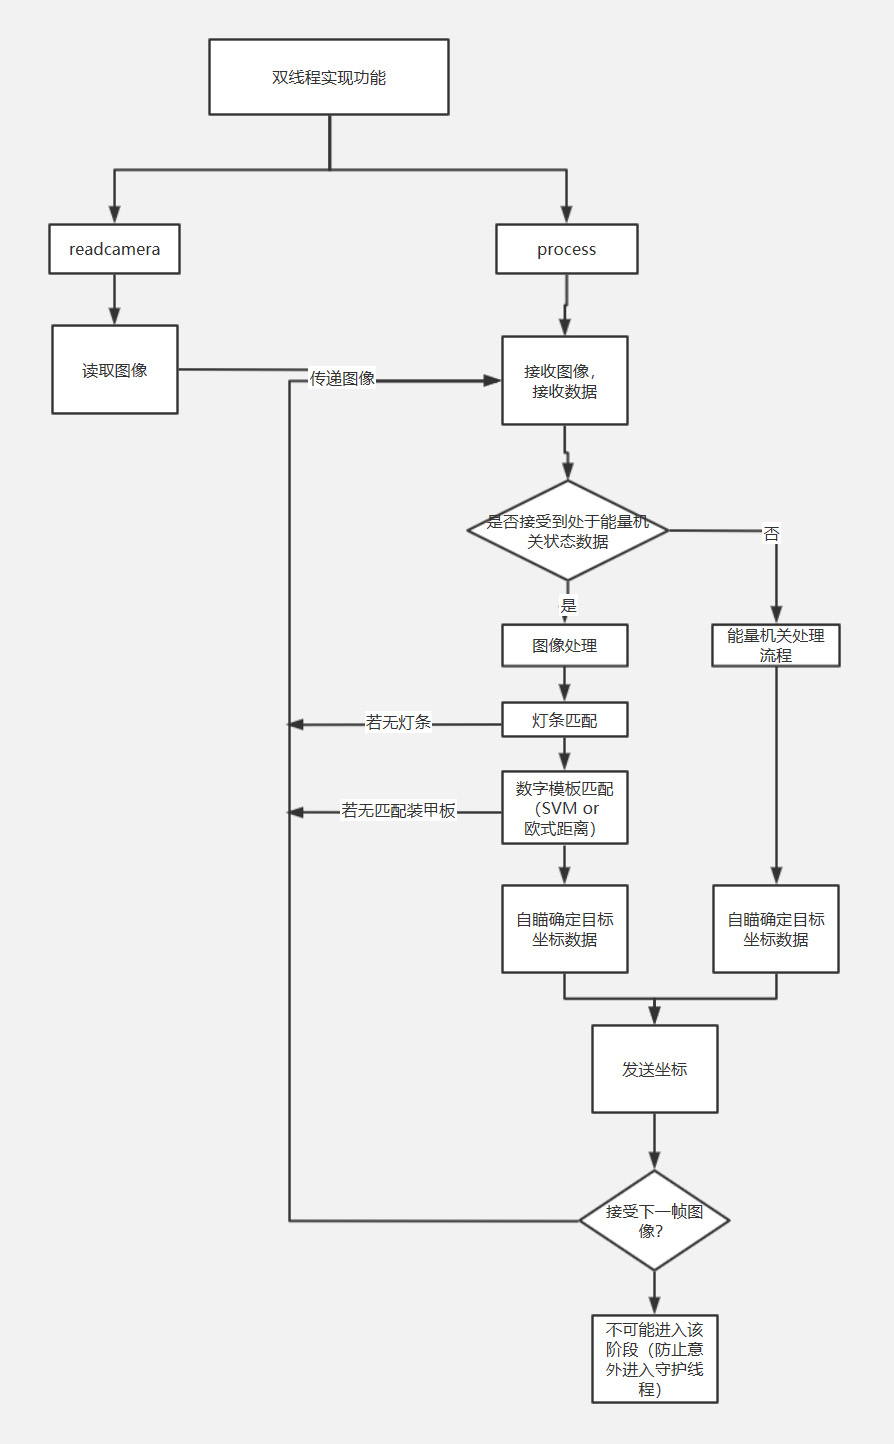 双线程实现功能
readcamera
process
读取图像
传递图像
接收图像，
接收数据
是否接受到处于能量机
关状态数据
否
是
图像处理
能量机关处理
流程
若无灯条
灯条匹配
若无匹配装甲板
数字模板匹配
（SVM or
欧式距离）
自瞄确定目标
坐标数据
自瞄确定目标
坐标数据
发送坐标
接受下一帧图
像？
不可能进入该
阶段（防止意
外进入守护线
程）